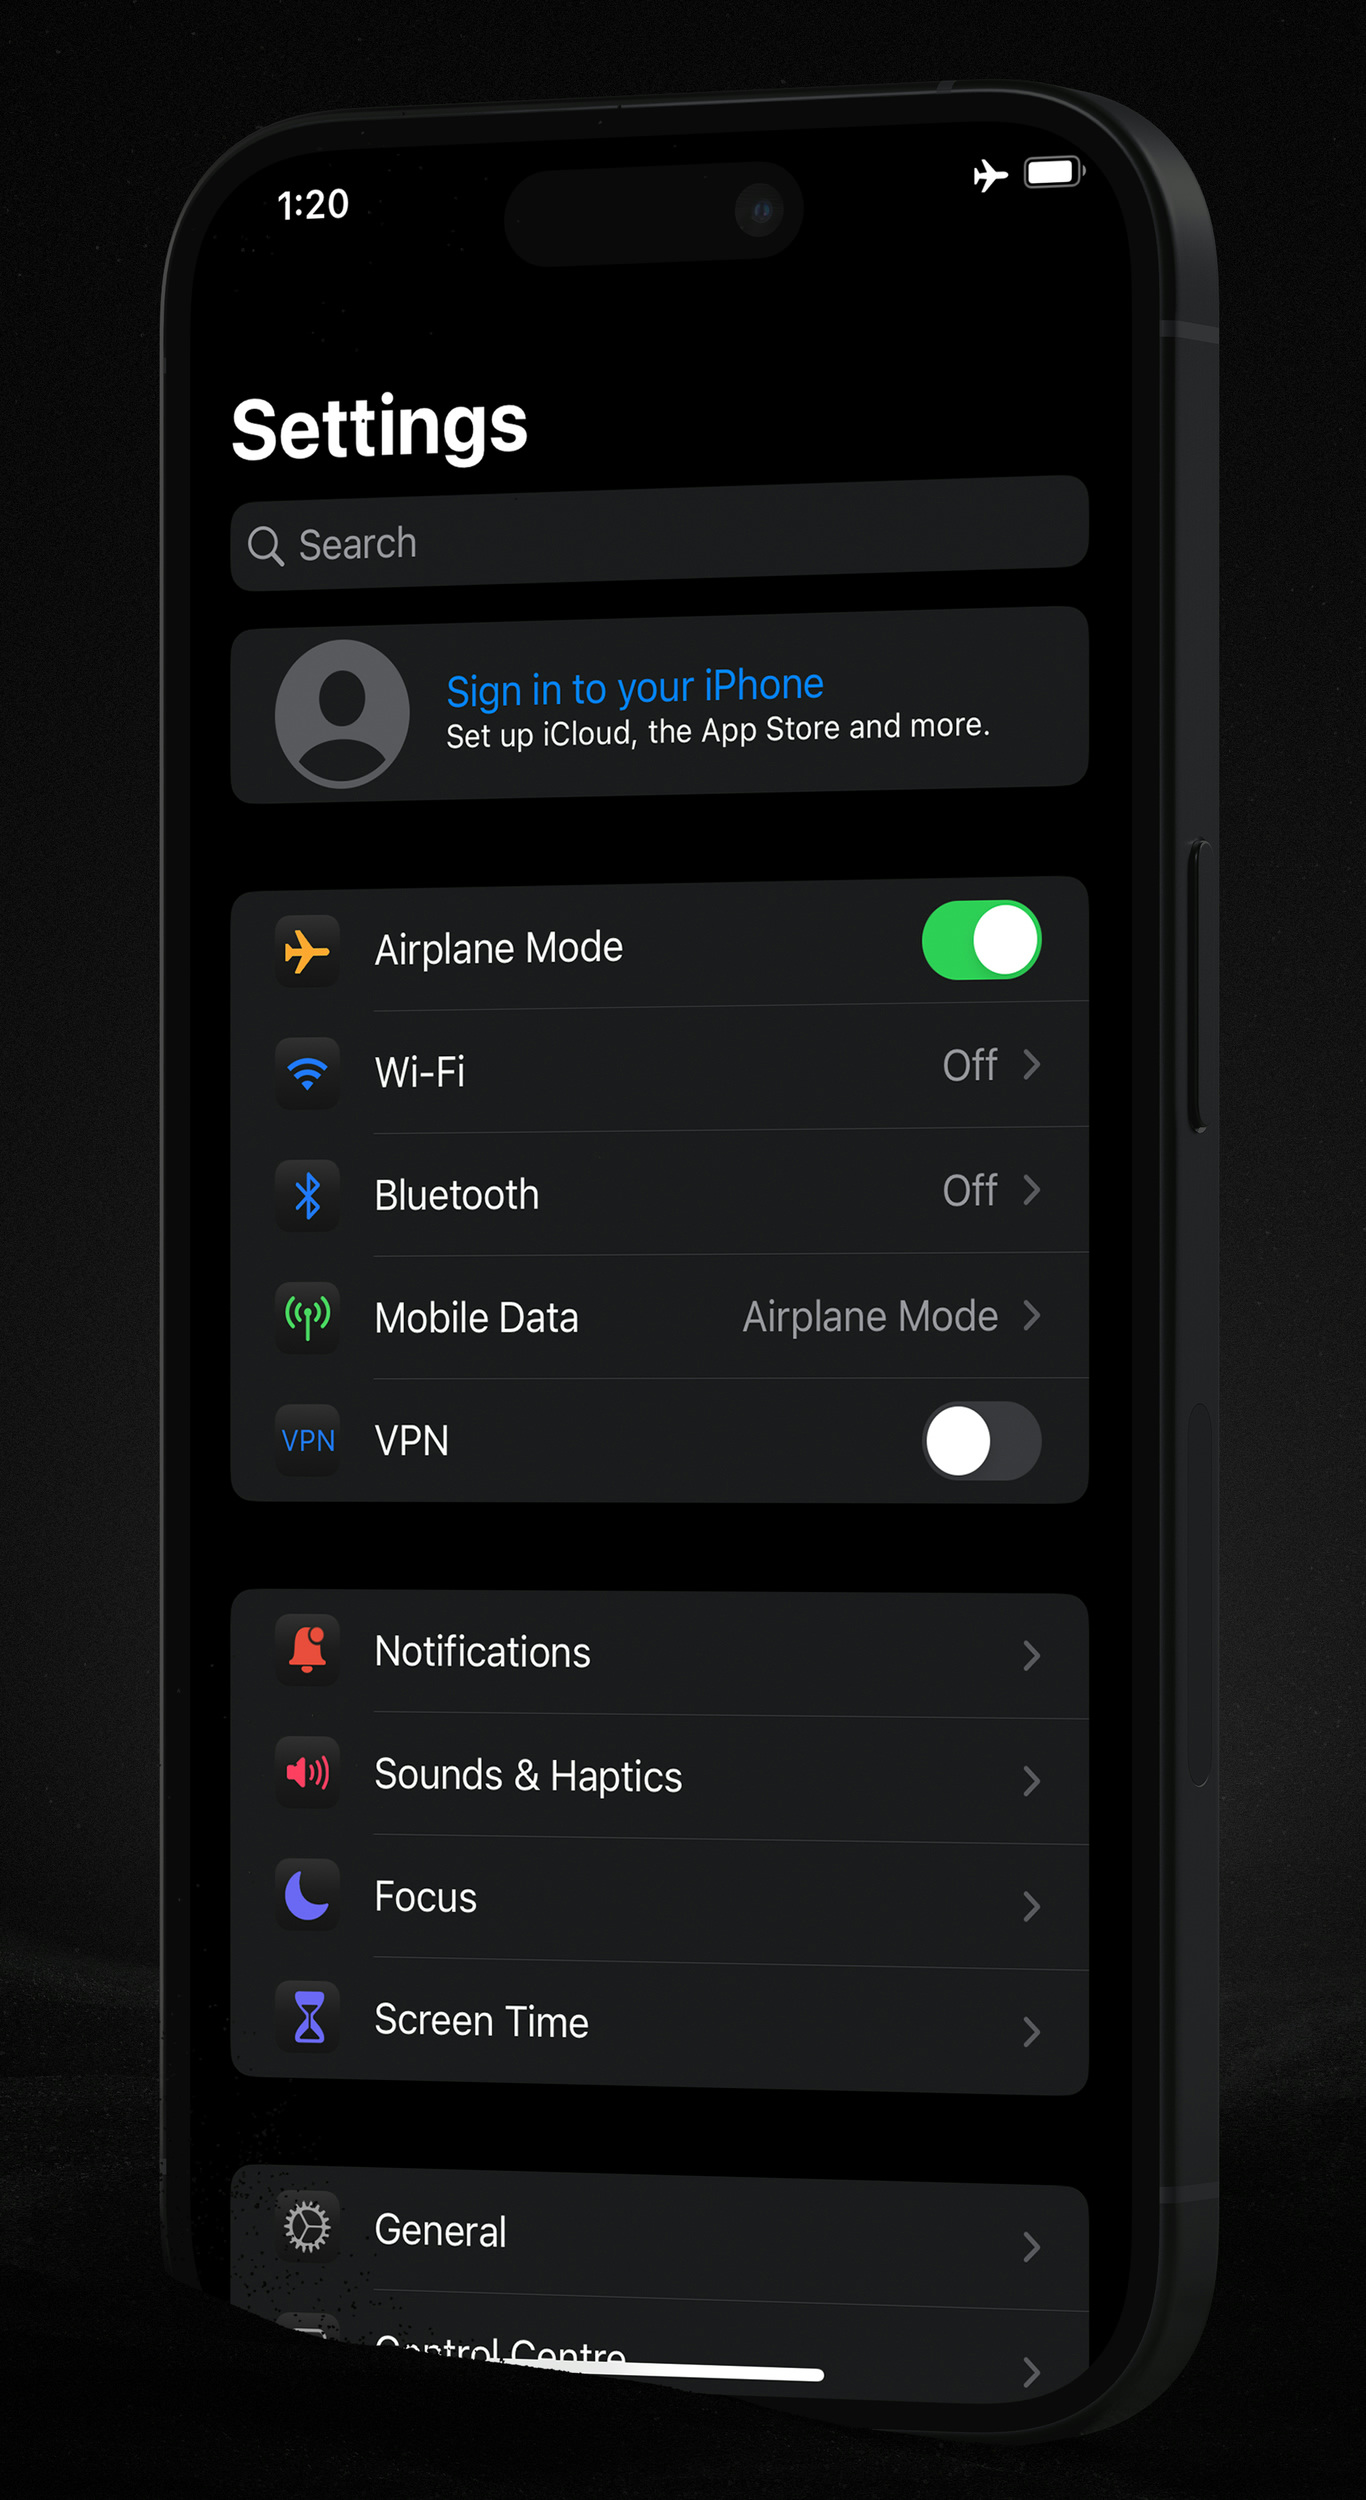 1:20
Settings
Search
Sign in to your iPhone
Set up iCloud, the App Store and more.
Airplane Mode
Wi-Fi Off
Bluetooth Off
Mobile Data Airplane Mode
VPN VPN
Notifications
Sounds & Haptics
Focus
Screen Time
General
Control Centre